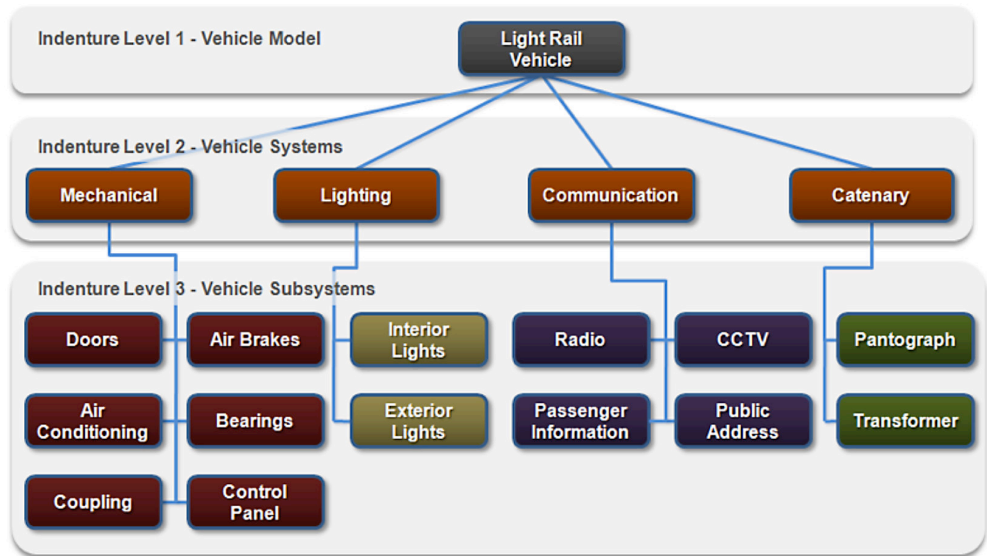 Indenture Level 1 - Vehicle Model
Light Rail
Vehicle
Indenture Level 2 - Vehicle Systems
Mechanical
Lighting
Communication
Catenary
Indenture Level 3 - Vehicle Subsystems
Doors
Air Brakes
Interior
Lights
Radio
CCTV
Pantograph
Air
Conditioning
Bearings
Exterior
Lights
Passenger
Information
Public
Address
Transformer
Coupling
Control
Panel